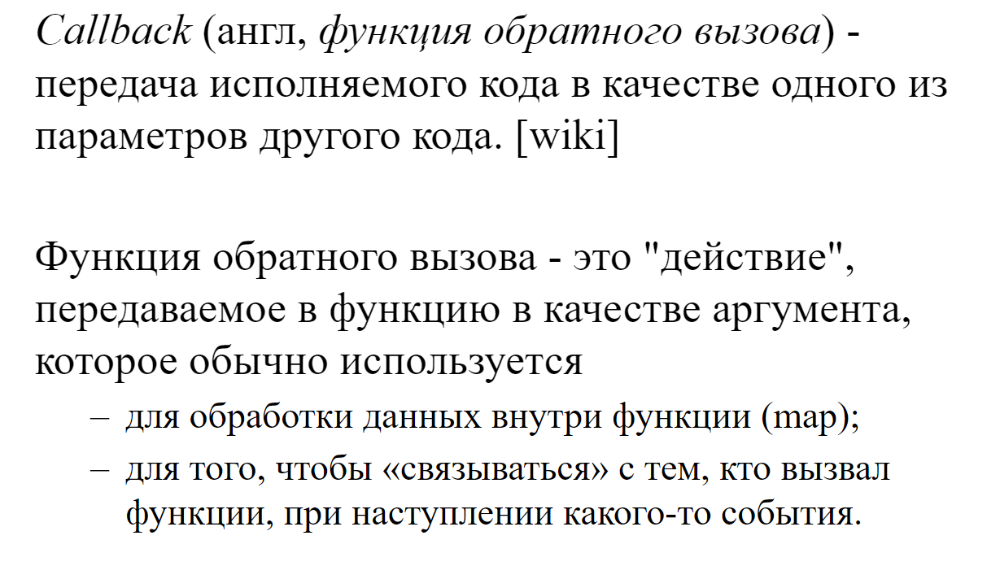 Callback (англ, функция обратного вызова) -
передача исполняемого кода в качестве одного из
параметров другого кода. [wiki]
Функция обратного вызова - это "действие",
передаваемое в функцию в качестве аргумента,
которое обычно используется
– для обработки данных внутри функции (map);
– для того, чтобы «связываться» с тем, кто вызвал
функции, при наступлении какого-то события.